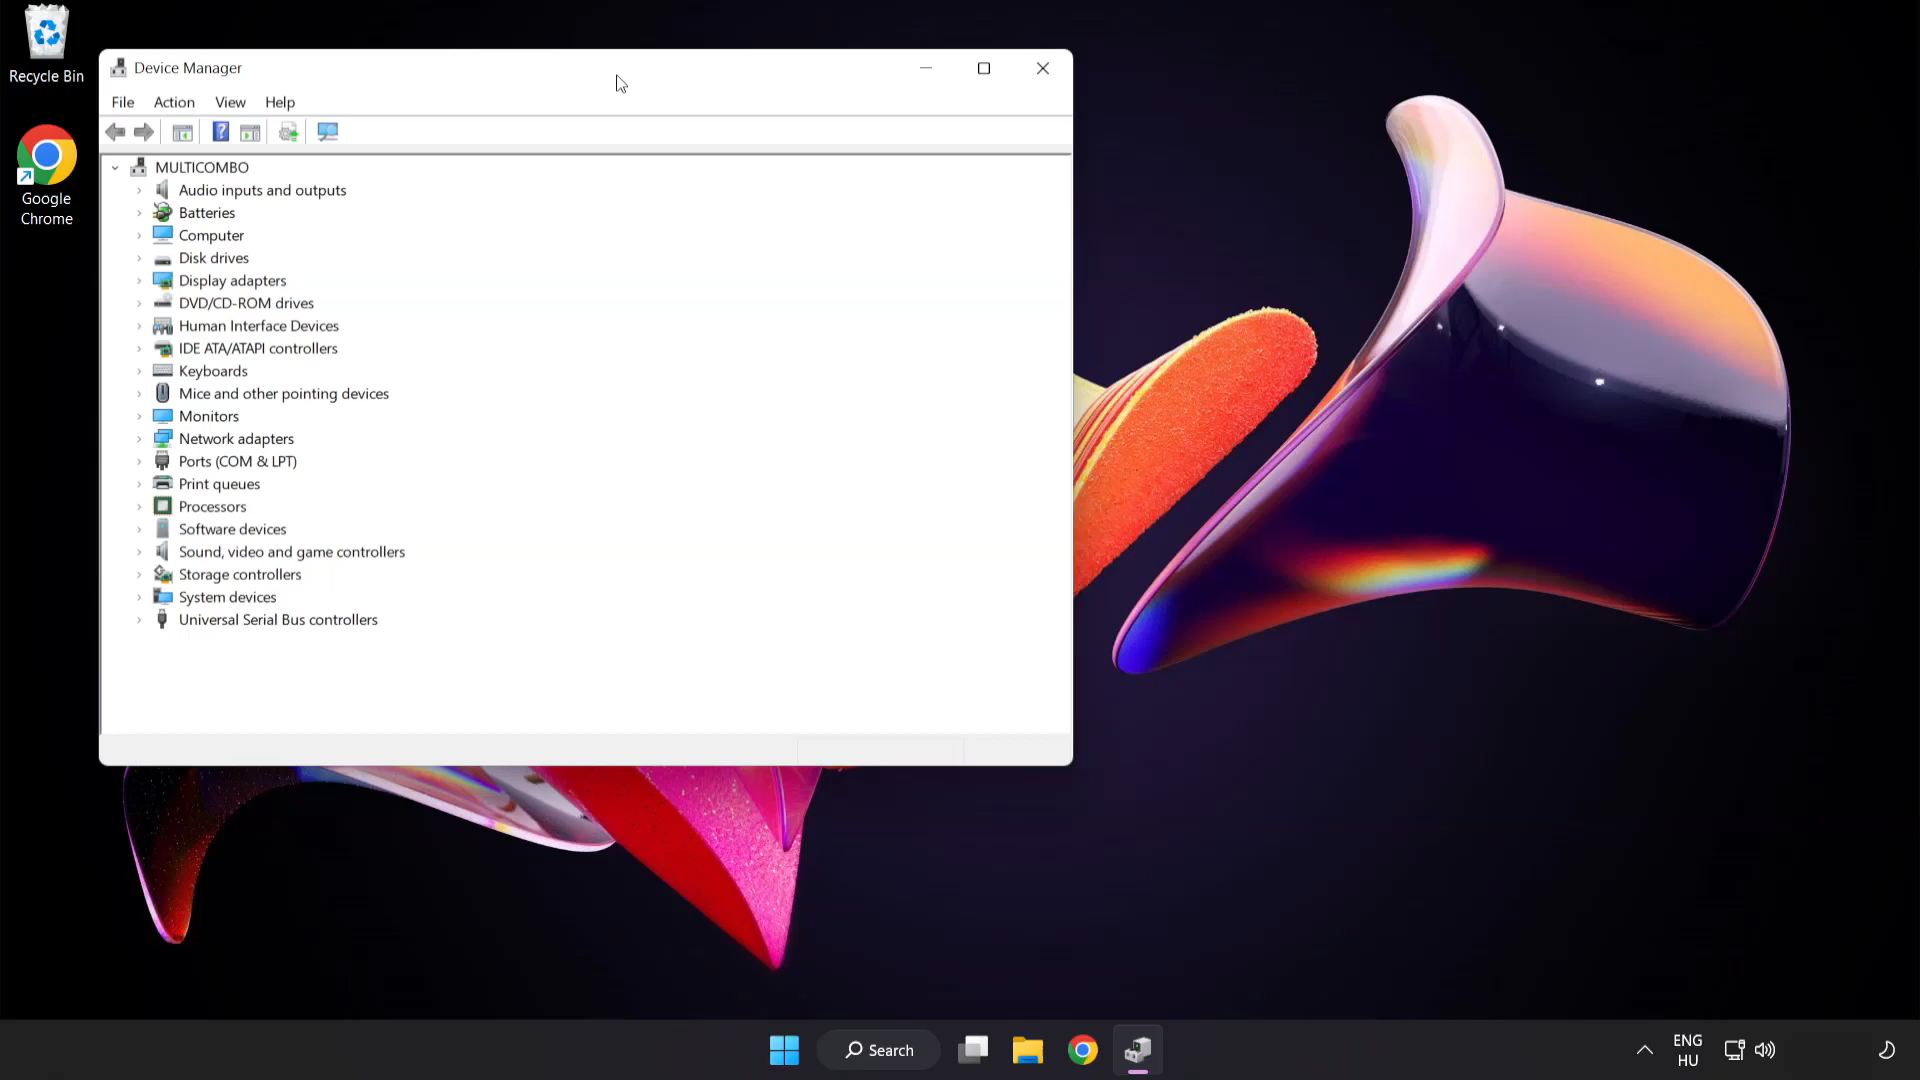 Recycle Bin
Google
Chrome
Device Manager
File Action View Help
MULTICOMBO
Audio inputs and outputs
Batteries
Computer
Disk drives
Display adapters
DVD/CD-ROM drives
Human Interface Devices
IDE ATA/ATAPI controllers
Keyboards
Mice and other pointing devices
Monitors
Network adapters
Ports (COM & LPT)
Print queues
Processors
Software devices
Sound, video and game controllers
Storage controllers
System devices
Universal Serial Bus controllers
Search
ENG
HU